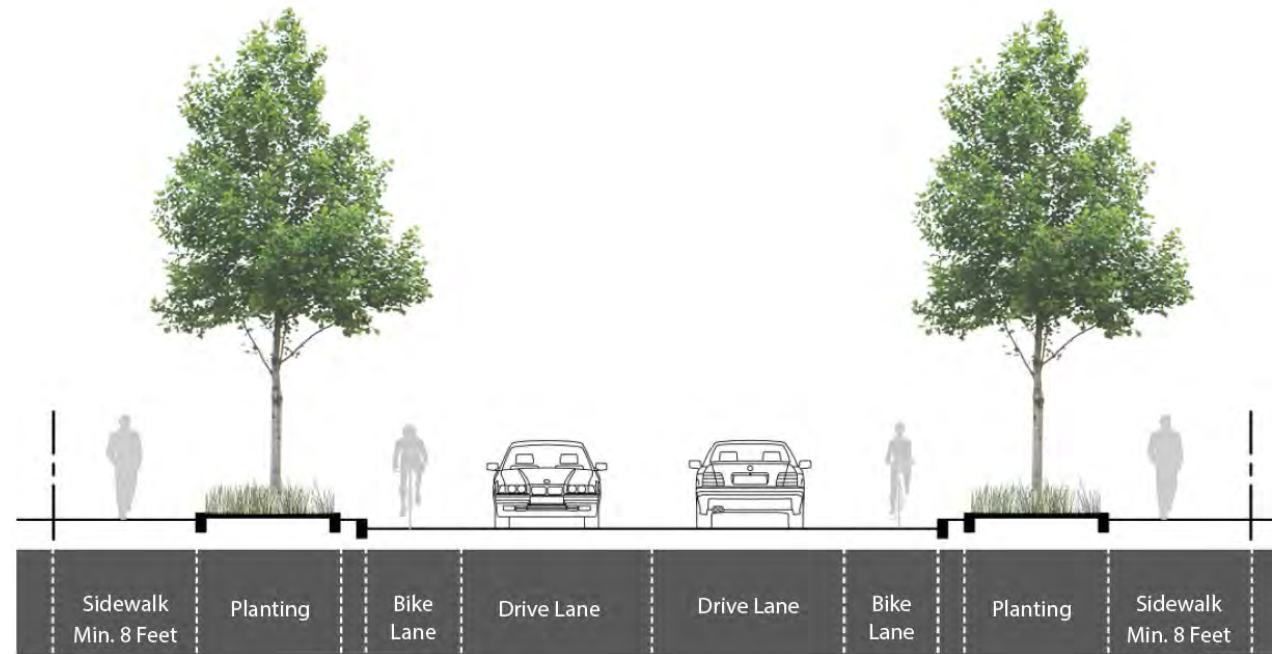 Sidewalk
Min. 8 Feet
Planting
Bike
Lane
Drive Lane
Drive Lane
Bike
Lane
Planting
Sidewalk
Min. 8 Feet